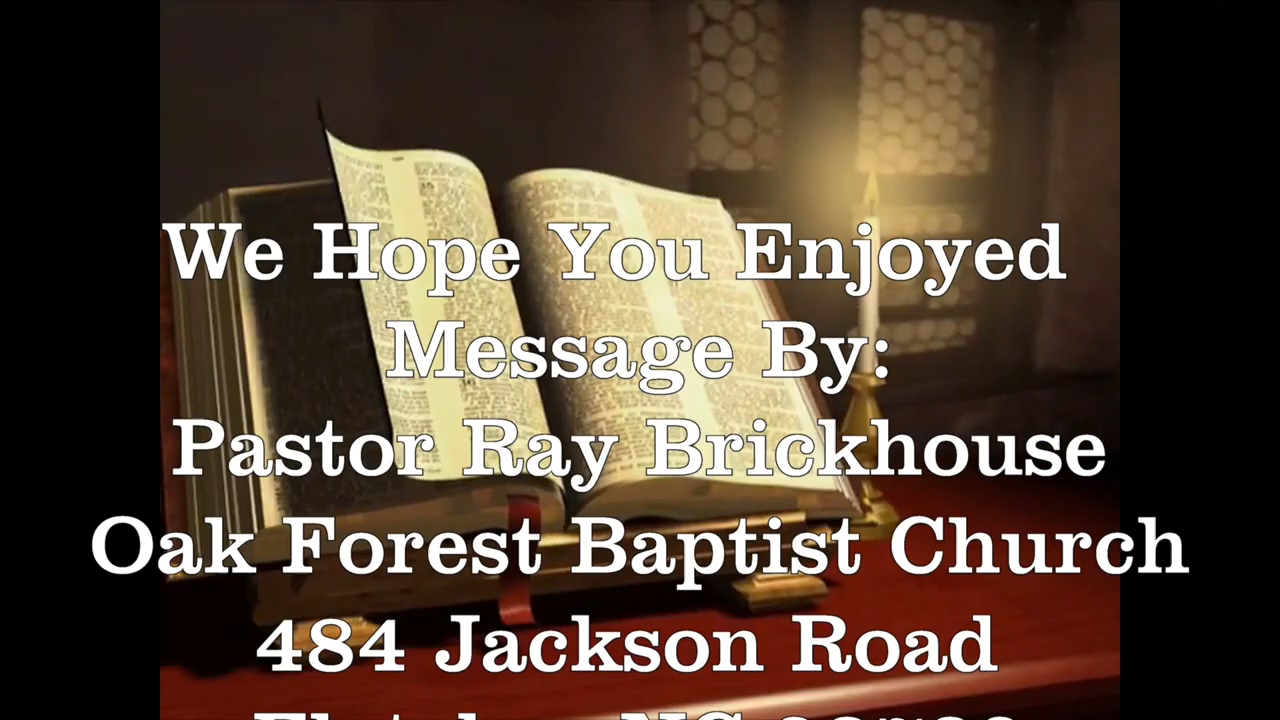 We Hope You Enjoyed
Message By:
Pastor Ray Brickhouse
Oak Forest Baptist Church
484 Jackson Road